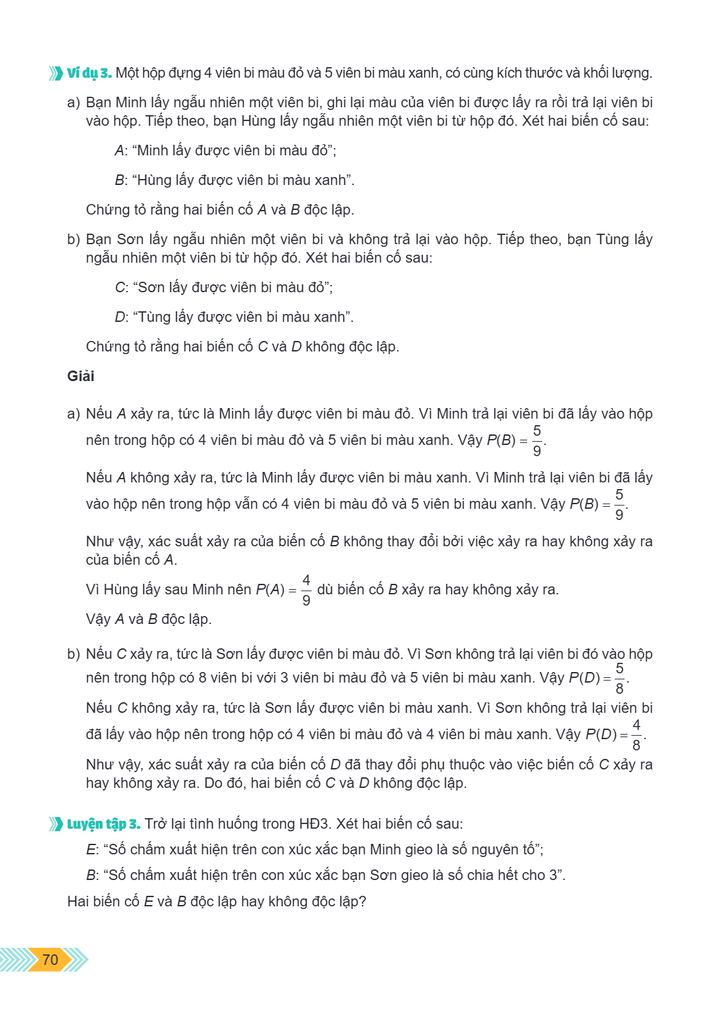 Ví dụ 3. Một hộp đựng 4 viên bi màu đỏ và 5 viên bi màu xanh, có cùng kích thước và khối lượng.
a) Bạn Minh lấy ngẫu nhiên một viên bi, ghi lại màu của viên bi được lấy ra rồi trả lại viên bi
vào hộp. Tiếp theo, bạn Hùng lấy ngẫu nhiên một viên bi từ hộp đó. Xét hai biến cố sau:
A: “Minh lấy được viên bi màu đỏ”;
B: “Hùng lấy được viên bi màu xanh”.
Chứng tỏ rằng hai biến cố A và B độc lập.
b) Bạn Sơn lấy ngẫu nhiên một viên bi và không trả lại vào hộp. Tiếp theo, bạn Tùng lấy
ngẫu nhiên một viên bi từ hộp đó. Xét hai biến cố sau:
C: “Sơn lấy được viên bi màu đỏ”;
D: “Tùng lấy được viên bi màu xanh”.
Chứng tỏ rằng hai biến cố C và D không độc lập.
Giải
a) Nếu A xảy ra, tức là Minh lấy được viên bi màu đỏ. Vì Minh trả lại viên bi đã lấy vào hộp
nên trong hộp có 4 viên bi màu đỏ và 5 viên bi màu xanh. Vậy P(B) = 5/9.
Nếu A không xảy ra, tức là Minh lấy được viên bi màu xanh. Vì Minh trả lại viên bi đã lấy
vào hộp nên trong hộp vẫn có 4 viên bi màu đỏ và 5 viên bi màu xanh. Vậy P(B) = 5/9.
Như vậy, xác suất xảy ra của biến cố B không thay đổi bởi việc xảy ra hay không xảy ra
của biến cố A.
Vì Hùng lấy sau Minh nên P(A) = 4/9 dù biến cố B xảy ra hay không xảy ra.
Vậy A và B độc lập.
b) Nếu C xảy ra, tức là Sơn lấy được viên bi màu đỏ. Vì Sơn không trả lại viên bi đó vào hộp
nên trong hộp có 8 viên bi với 3 viên bi màu đỏ và 5 viên bi màu xanh. Vậy P(D) = 5/8.
Nếu C không xảy ra, tức là Sơn lấy được viên bi màu xanh. Vì Sơn không trả lại viên bi
đã lấy vào hộp nên trong hộp có 4 viên bi màu đỏ và 4 viên bi màu xanh. Vậy P(D) = 4/8.
Như vậy, xác suất xảy ra của biến cố D đã thay đổi phụ thuộc vào việc biến cố C xảy ra
hay không xảy ra. Do đó, hai biến cố C và D không độc lập.
Luyện tập 3. Trở lại tình huống trong HĐ3. Xét hai biến cố sau:
E: “Số chấm xuất hiện trên con xúc xắc bạn Minh gieo là số nguyên tố”;
B: “Số chấm xuất hiện trên con xúc xắc bạn Sơn gieo là số chia hết cho 3”.
Hai biến cố E và B độc lập hay không độc lập?
70